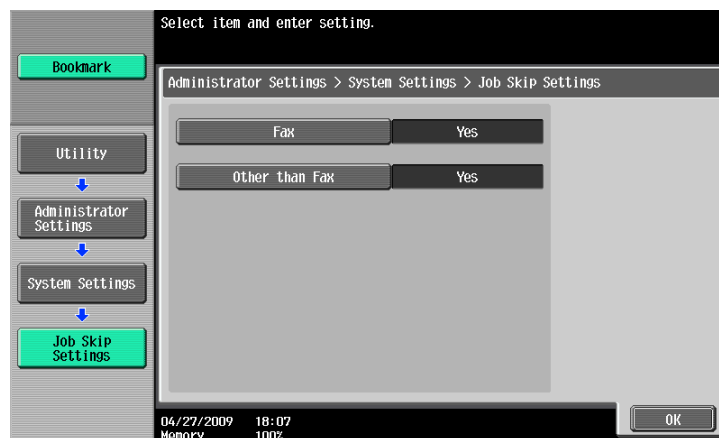 Select item and enter setting.
Bookmark
Administrator Settings > System Settings > Job Skip Settings
Fax Yes
Other than Fax Yes
Utility
Administrator
Settings
System Settings
Job Skip
Settings
OK
04/27/2009 18:07
Memory 100%